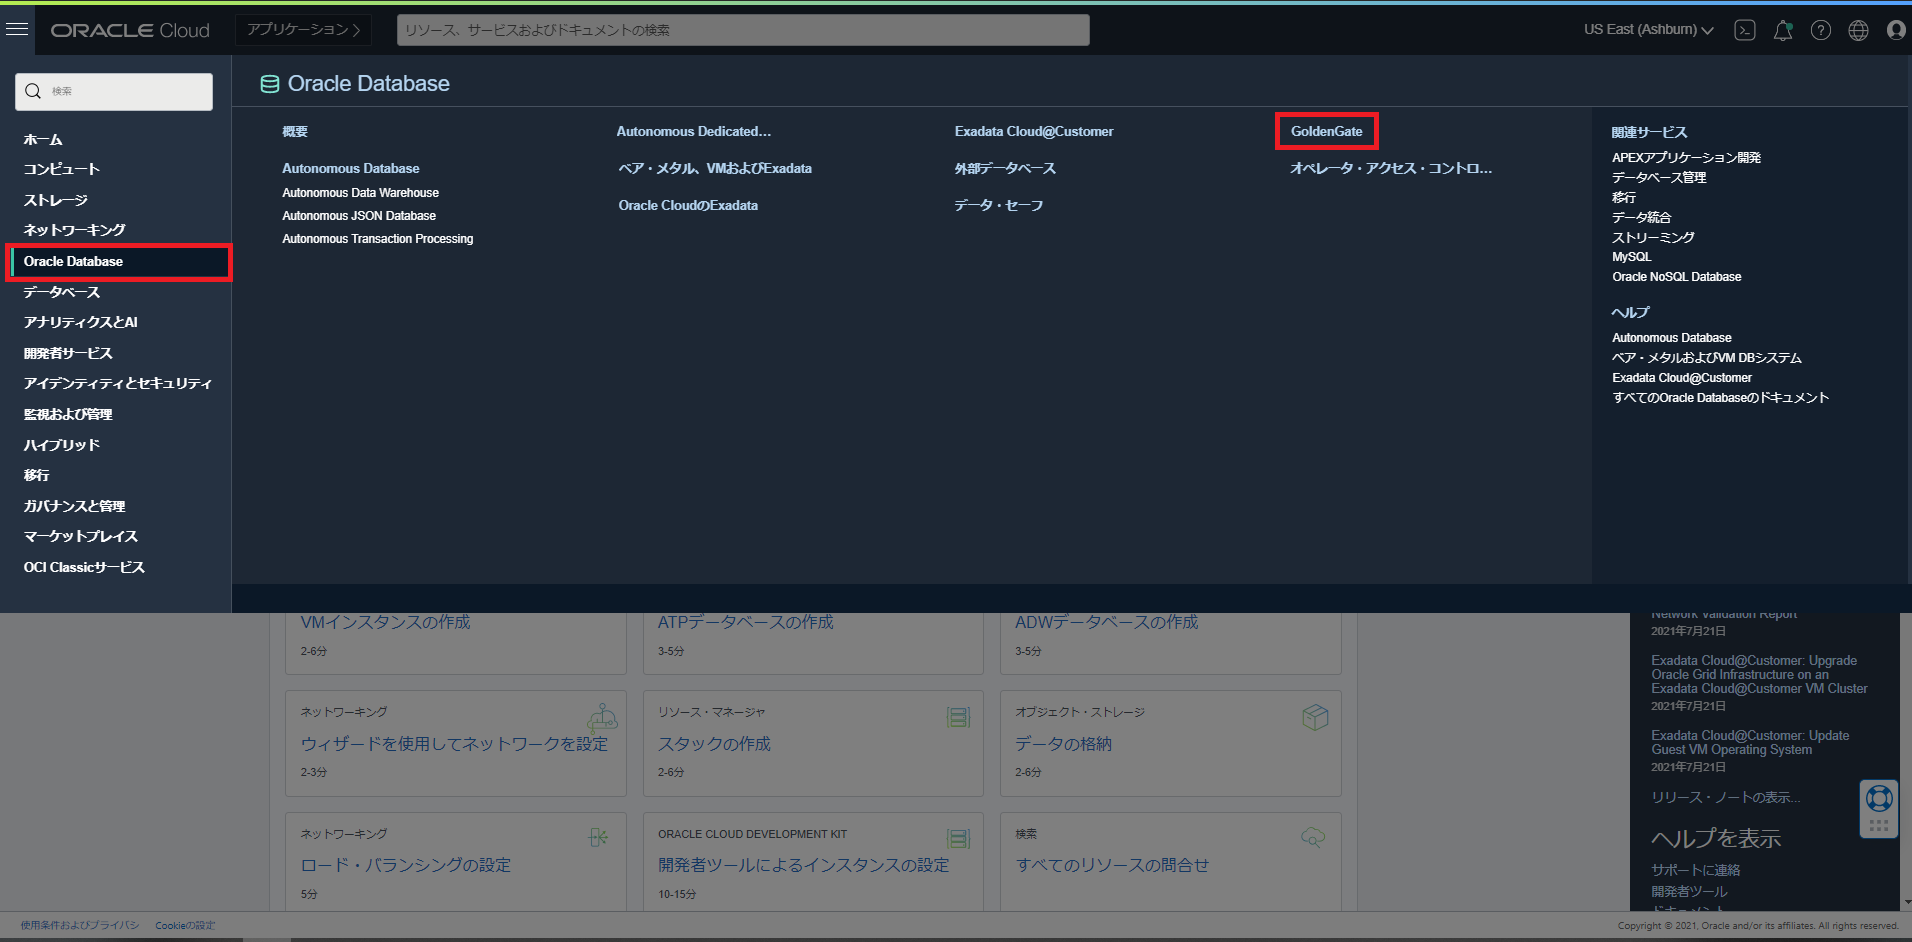 ORACLE Cloud
アプリケーション
リソース、サービスおよびドキュメントの検索
US East (Ashburn)
検索
ホーム
コンピュート
ストレージ
ネットワーキング
Oracle Database
データベース
アナリティクスとAI
開発者サービス
アイデンティティとセキュリティ
監視および管理
ハイブリッド
移行
ガバナンスと管理
マーケットプレイス
OCI Classicサービス
Oracle Database
概要
Autonomous Database
Autonomous Data Warehouse
Autonomous JSON Database
Autonomous Transaction Processing
Autonomous Dedicated...
ベア・メタル、VMおよびExadata
Oracle CloudのExadata
Exadata Cloud@Customer
外部データベース
データ・セーフ
GoldenGate
オペレータ・アクセス・コントロ...
関連サービス
APEXアプリケーション開発
データベース管理
移行
データ統合
ストリーミング
MySQL
Oracle NoSQL Database
ヘルプ
Autonomous Database
ベア・メタルおよびVM DBシステム
Exadata Cloud@Customer
すべてのOracle Databaseのドキュメント
VMインスタンスの作成
2-6分
ATPデータベースの作成
3-5分
ADWデータベースの作成
3-5分
ネットワーキング
ウィザードを使用してネットワークを設定
2-3分
リソース・マネージャ
スタックの作成
2-6分
オブジェクト・ストレージ
データの格納
2-6分
ネットワーキング
ロード・バランシングの設定
5分
ORACLE CLOUD DEVELOPMENT KIT
開発者ツールによるインスタンスの設定
10-15分
検索
すべてのリソースの問合せ
Network Validation Report
2021年7月21日
Exadata Cloud@Customer: Upgrade
Oracle Grid Infrastructure on an
Exadata Cloud@Customer VM Cluster
2021年7月21日
Exadata Cloud@Customer: Update
Guest VM Operating System
2021年7月21日
リリース・ノートの表示...
ヘルプを表示
サポートに連絡
開発者ツール
ドキュメント
使用条件およびプライバシ
Cookieの設定
Copyright © 2021, Oracle and/or its affiliates. All rights reserved.